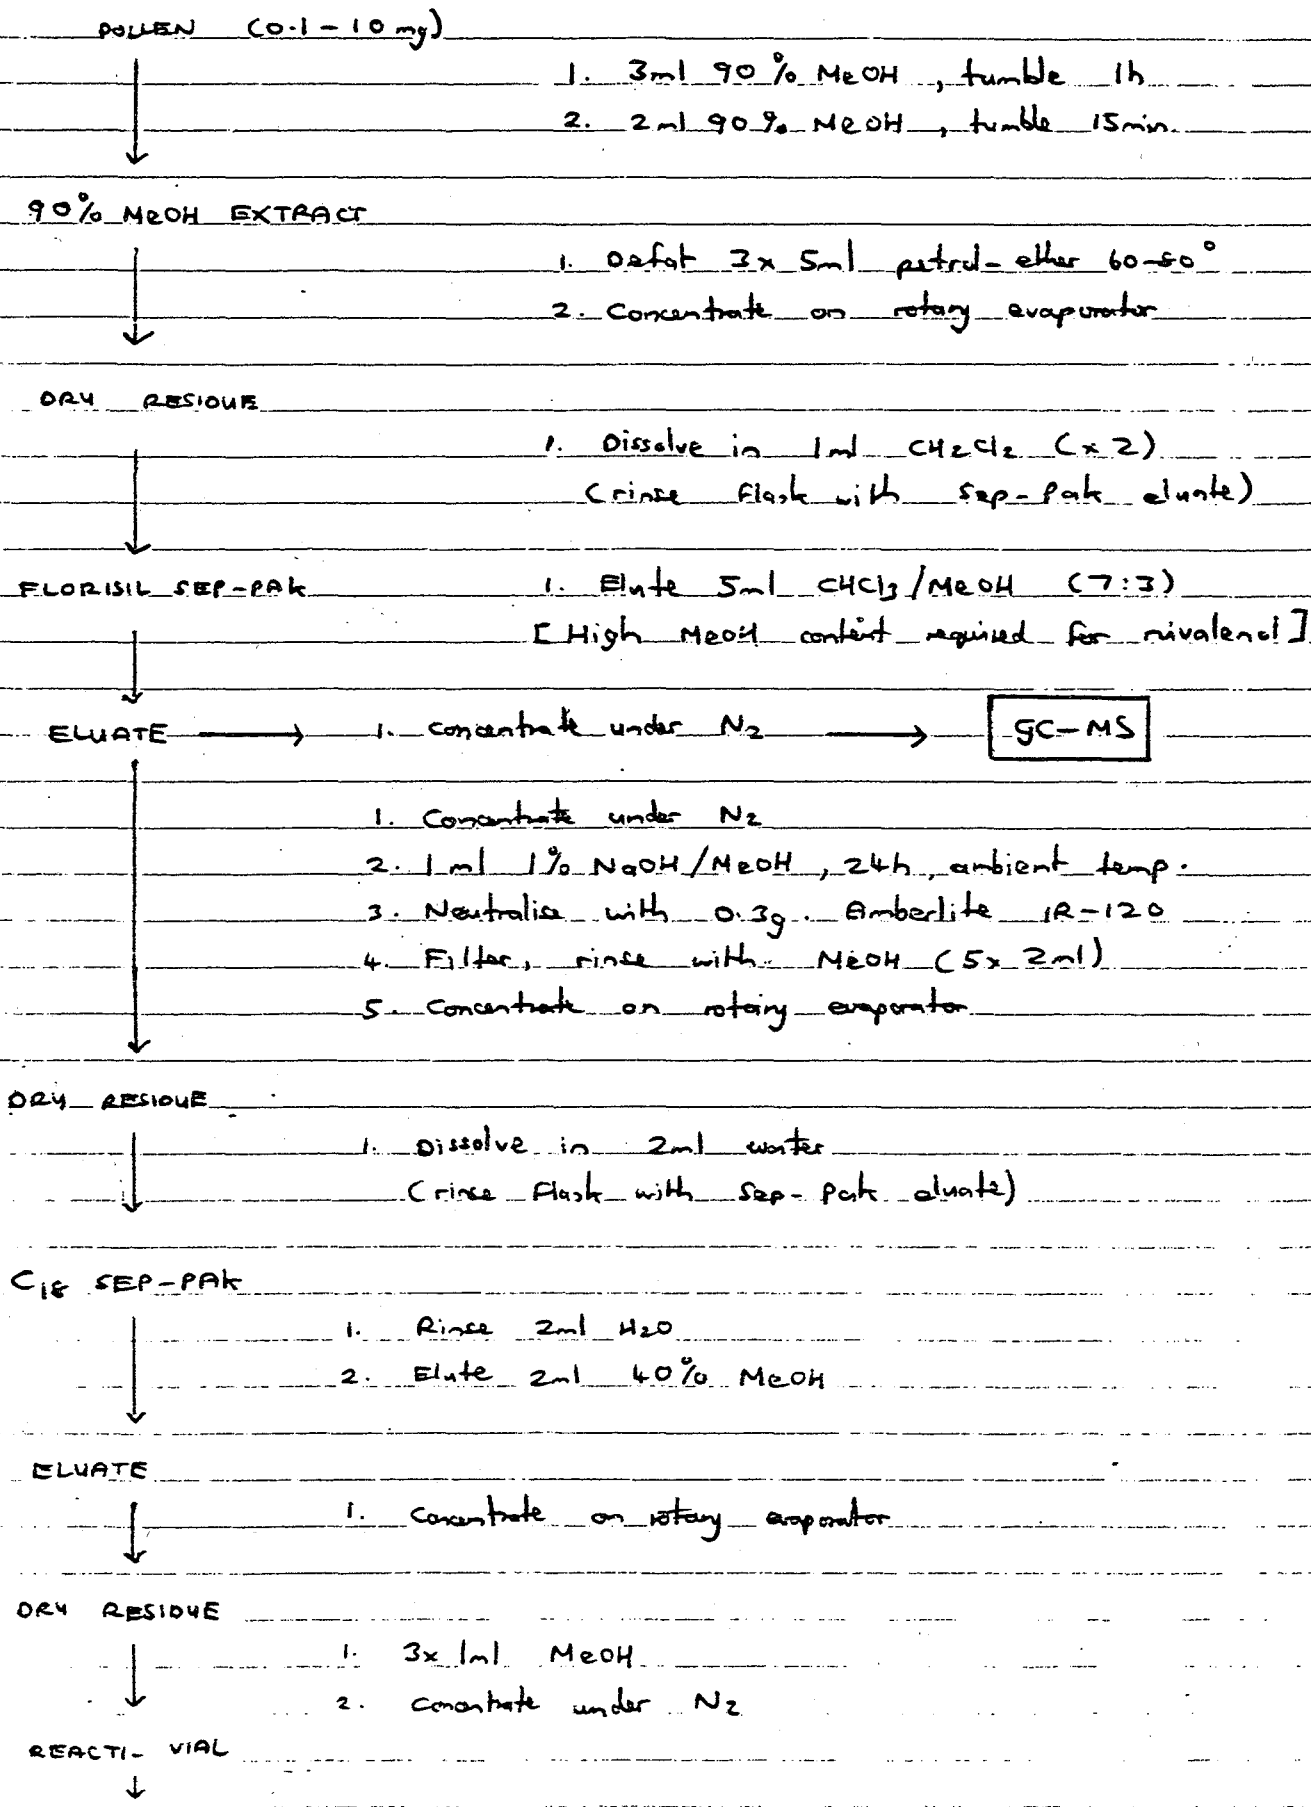 POLLEN (0.1 - 10 mg)
1. 3ml 90% MeOH, tumble 1h
2. 2ml 90% MeOH, tumble 15min.
90% MeOH EXTRACT
1. Defat 3x 5ml petrol-ether 60-80°
2. Concentrate on rotary evaporator
DRY RESIDUE
1. Dissolve in 1ml CH2Cl2 (x2)
(rinse flask with Sep-Pak eluate)
FLORISIL SEP-PAK 1. Elute 5ml CHCl3/MeOH (7:3)
[High MeOH content required for nivalenol]
ELUATE → 1. Concentrate under N2 → GC-MS
1. Concentrate under N2
2. 1ml 1% NaOH/MeOH, 24h, ambient temp.
3. Neutralise with 0.3g. Amberlite IR-120
4. Filter, rinse with MeOH (5x 2ml)
5. Concentrate on rotary evaporator
DRY RESIDUE
1. Dissolve in 2ml water
(rinse flask with Sep-Pak eluate)
C18 SEP-PAK
1. Rinse 2ml H2O
2. Elute 2ml 40% MeOH
ELUATE
1. Concentrate on rotary evaporator
DRY RESIDUE
1. 3x 1ml MeOH
2. Concentrate under N2
REACTI-VIAL